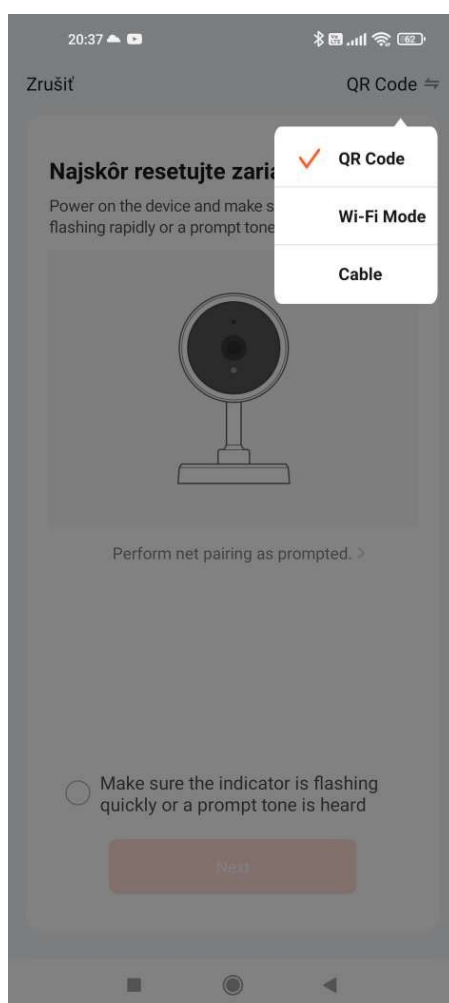 20:37
62
Zrušiť
QR Code
QR Code
Wi-Fi Mode
Cable
Najskôr resetujte zaria
Power on the device and make s
flashing rapidly or a prompt tone
Perform net pairing as prompted. >
Make sure the indicator is flashing
quickly or a prompt tone is heard
Next